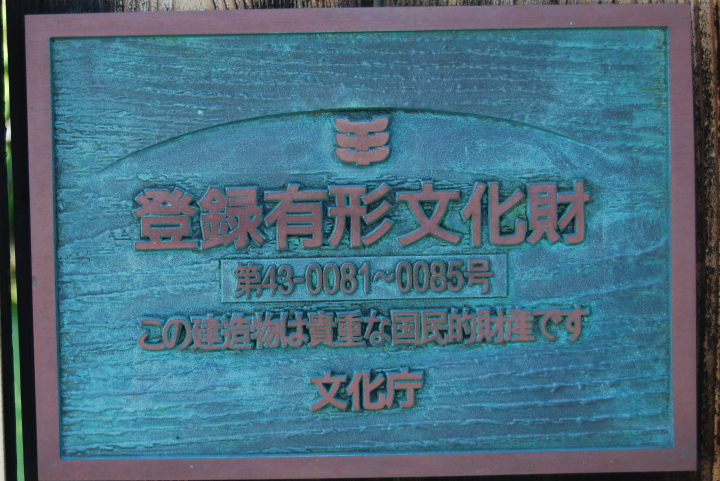 登録有形文化財
第43-0081～0085号
この建造物は貴重な国民的財産です
文化庁